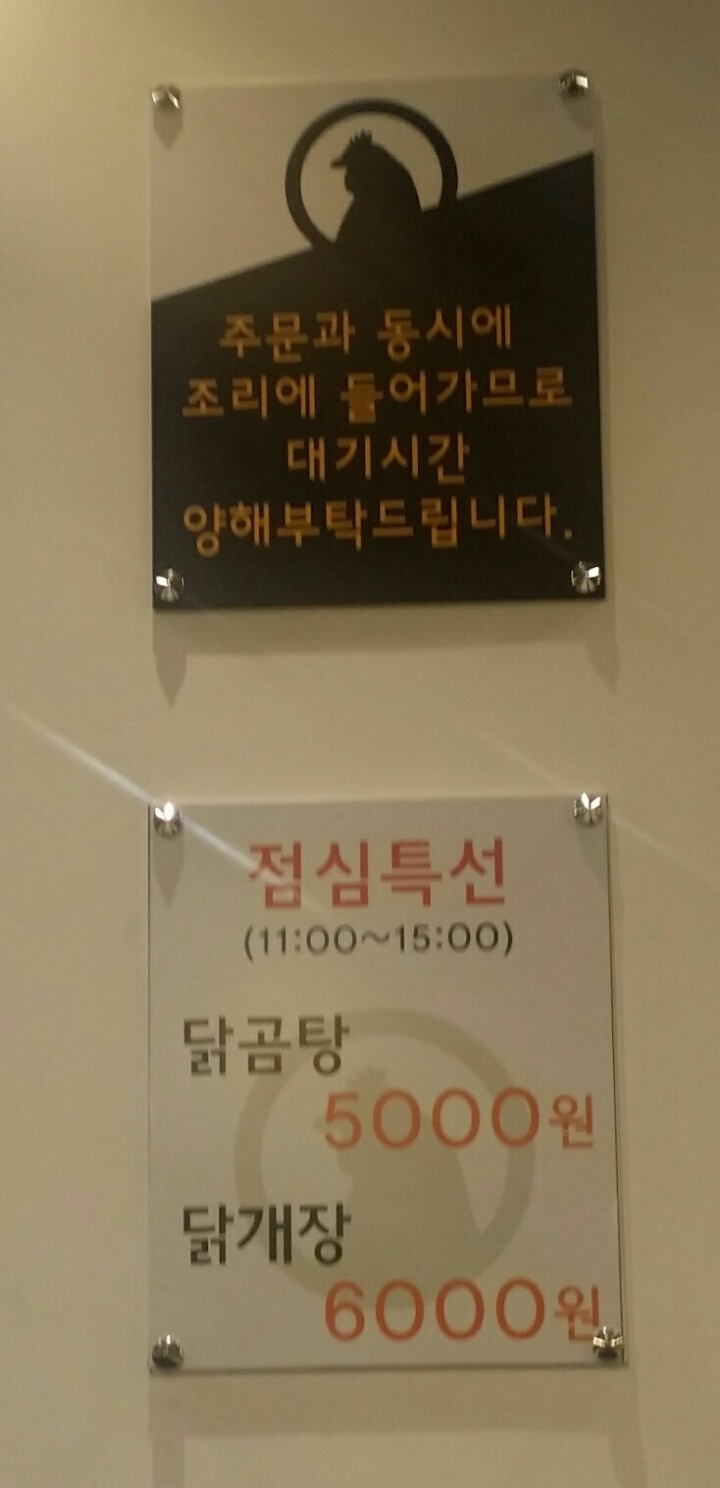 주문과 동시에
조리에 들어가므로
대기시간
양해부탁드립니다.
점심특선
(11:00~15:00)
닭곰탕
5000원
닭개장
6000원